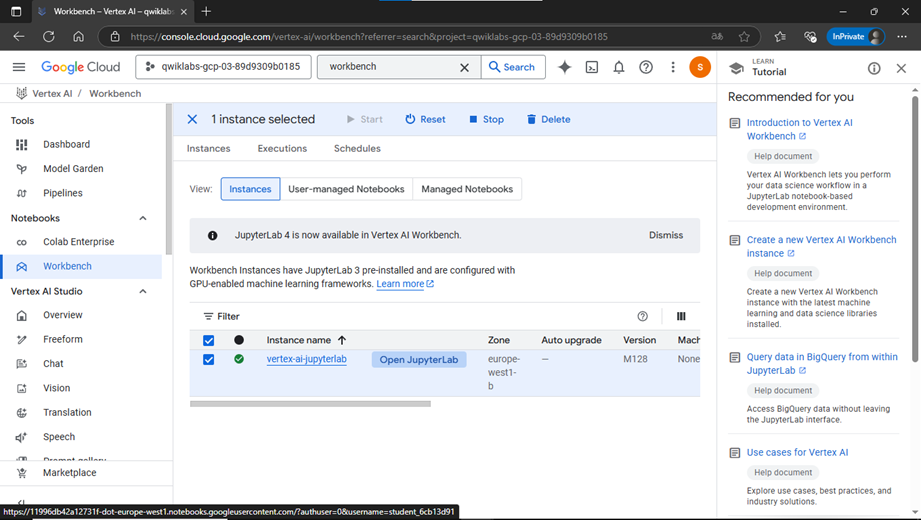 Workbench – Vertex AI – qwikla
https://console.cloud.google.com/vertex-ai/workbench?referrer=search&project=qwiklabs-gcp-03-89d9309b0185
InPrivate
Google Cloud
qwiklabs-gcp-03-89d9309b0185
workbench
Search
S
LEARN
Tutorial
Vertex AI / Workbench
Tools
Dashboard
Model Garden
Pipelines
Notebooks
Colab Enterprise
Workbench
Vertex AI Studio
Overview
Freeform
Chat
Vision
Translation
Speech
Prompt gallery
Marketplace
1 instance selected
Start
Reset
Stop
Delete
Instances
Executions
Schedules
View:
Instances
User-managed Notebooks
Managed Notebooks
JupyterLab 4 is now available in Vertex AI Workbench.
Dismiss
Workbench Instances have JupyterLab 3 pre-installed and are configured with
GPU-enabled machine learning frameworks. Learn more
Filter
Instance name
Zone
Auto upgrade
Version
Mach
vertex-ai-jupyterlab
Open JupyterLab
europe-
west1-
b
—
M128
None
Recommended for you
Introduction to Vertex AI
Workbench
Help document
Vertex AI Workbench lets you perform
your data science workflow in a
JupyterLab notebook-based
development environment.
Create a new Vertex AI Workbench
instance
Help document
Create a new Vertex AI Workbench
instance with the latest machine
learning and data science libraries
installed.
Query data in BigQuery from within
JupyterLab
Help document
Access BigQuery data without leaving
the JupyterLab interface.
Use cases for Vertex AI
Help document
Explore use cases, best practices, and
industry solutions.
https://11996db42a12731f-dot-europe-west1.notebooks.googleusercontent.com/?authuser=0&username=student_6cb13d91